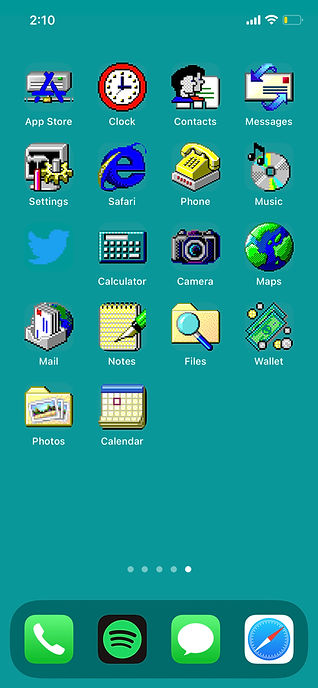 2:10
App Store Clock Contacts Messages
Settings Safari Phone Music
Calculator Camera Maps
Mail Notes Files Wallet
Photos Calendar